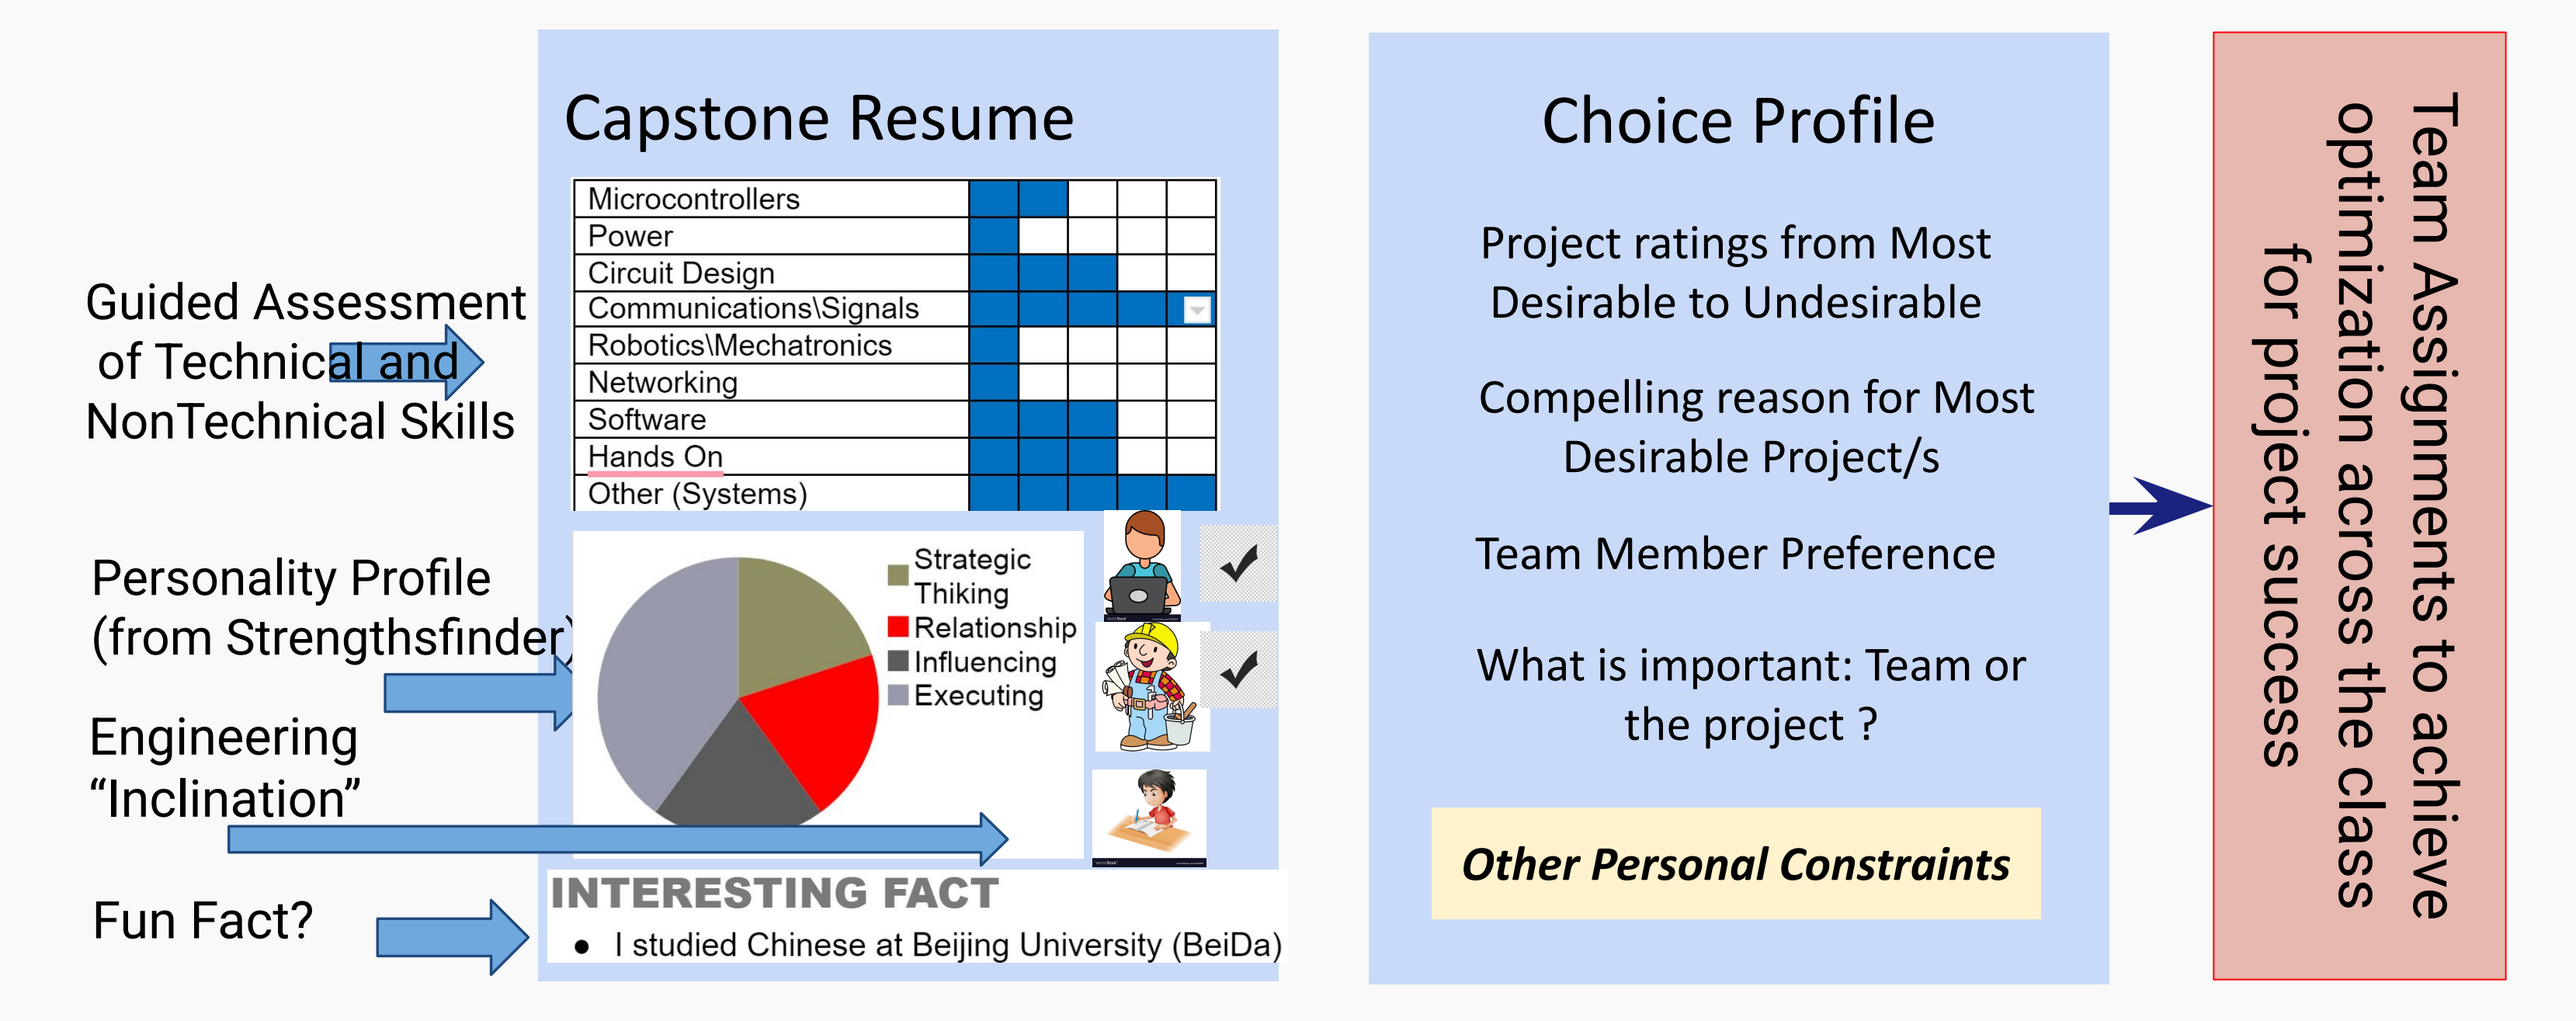 Guided Assessment
of Technical and
NonTechnical Skills
Personality Profile
(from Strengthsfinder)
Engineering
“Inclination”
Fun Fact?
Capstone Resume
Microcontrollers
Power
Circuit Design
Communications\Signals
Robotics\Mechatronics
Networking
Software
Hands On
Other (Systems)
Strategic
Thiking
Relationship
Influencing
Executing
INTERESTING FACT
● I studied Chinese at Beijing University (BeiDa)
Choice Profile
Project ratings from Most
Desirable to Undesirable
Compelling reason for Most
Desirable Project/s
Team Member Preference
What is important: Team or
the project ?
Other Personal Constraints
Team Assignments to achieve
optimization across the class
for project success